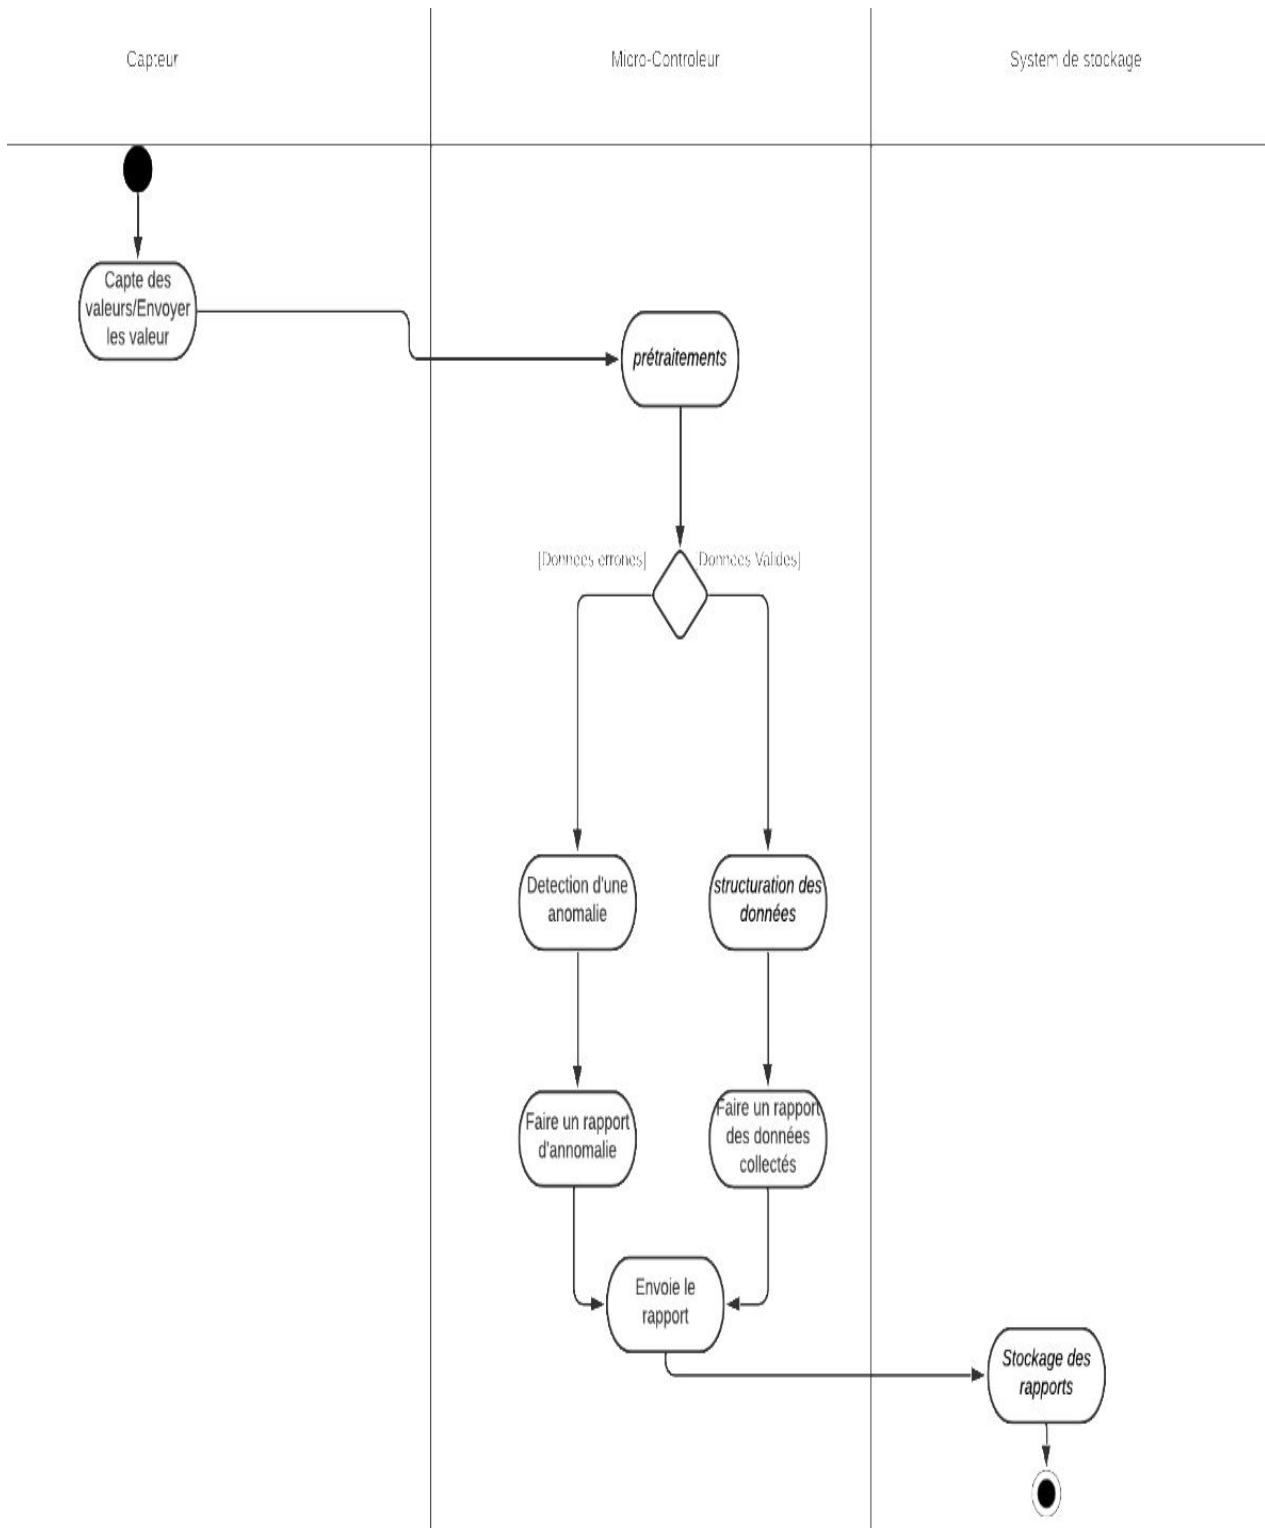 Capteur
Micro-Controleur
System de stockage
Capte des
valeurs/Envoyer
les valeur
prétraitements
[Donnees errones]
[Donnees Valides]
Detection d'une
anomalie
structuration des
données
Faire un rapport
d'annomalie
Faire un rapport
des données
collectés
Envoie le
rapport
Stockage des
rapports